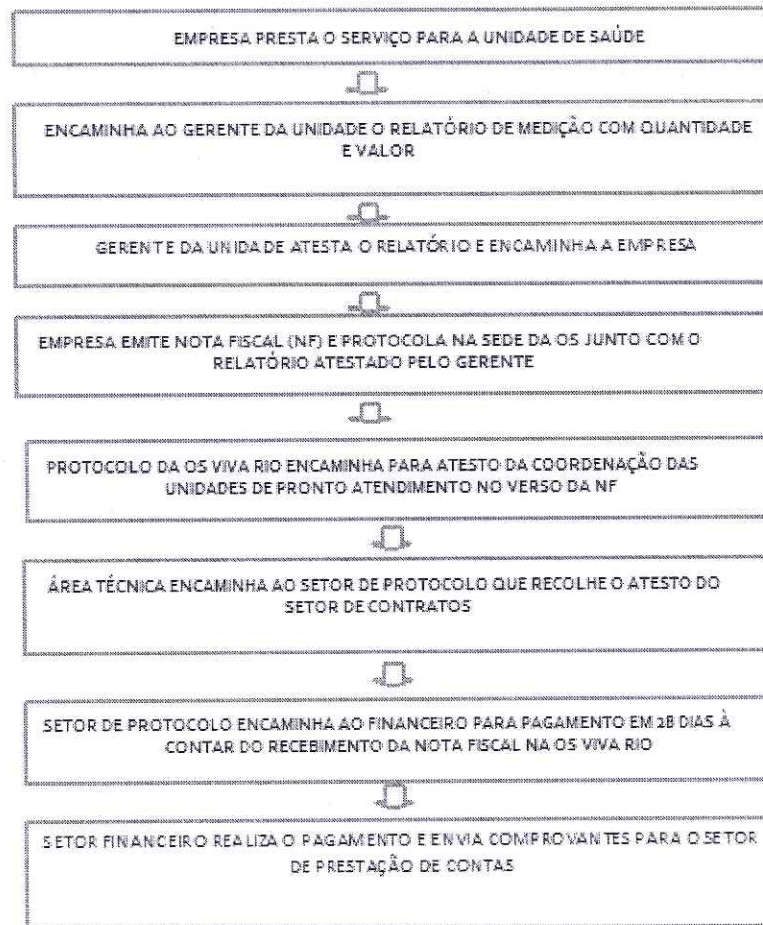 EMPRESA PRESTA O SERVIÇO PARA A UNIDADE DE SAÚDE
ENCAMINHA AO GERENTE DA UNIDADE O RELATÓRIO DE MEDIÇÃO COM QUANTIDADE
E VALOR
GERENTE DA UNIDADE ATESTA O RELATÓRIO E ENCAMINHA A EMPRESA
EMPRESA EMITE NOTA FISCAL (NF) E PROTOCOLA NA SEDE DA OS JUNTO COM O
RELATÓRIO ATESTADO PELO GERENTE
PROTOCOLO DA OS VIVA RIO ENCAMINHA PARA ATESTO DA COORDENAÇÃO DAS
UNIDADES DE PRONTO ATENDIMENTO NO VERSO DA NF
ÁREA TÉCNICA ENCAMINHA AO SETOR DE PROTOCOLO QUE RECOLHE O ATESTO DO
SETOR DE CONTRATOS
SETOR DE PROTOCOLO ENCAMINHA AO FINANCEIRO PARA PAGAMENTO EM 28 DIAS À
CONTAR DO RECEBIMENTO DA NOTA FISCAL NA OS VIVA RIO
SETOR FINANCEIRO REALIZA O PAGAMENTO E ENVIA COMPROVANTES PARA O SETOR
DE PRESTAÇÃO DE CONTAS